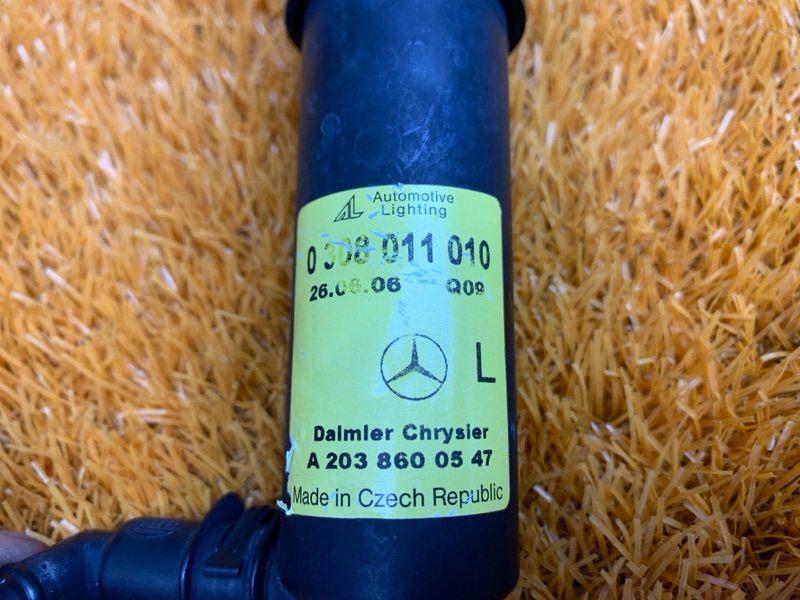 AL Automotive
Lighting
0 308 011 010
26.06.06 Q09
L
Daimler Chrysler
A 203 860 05 47
Made in Czech Republic